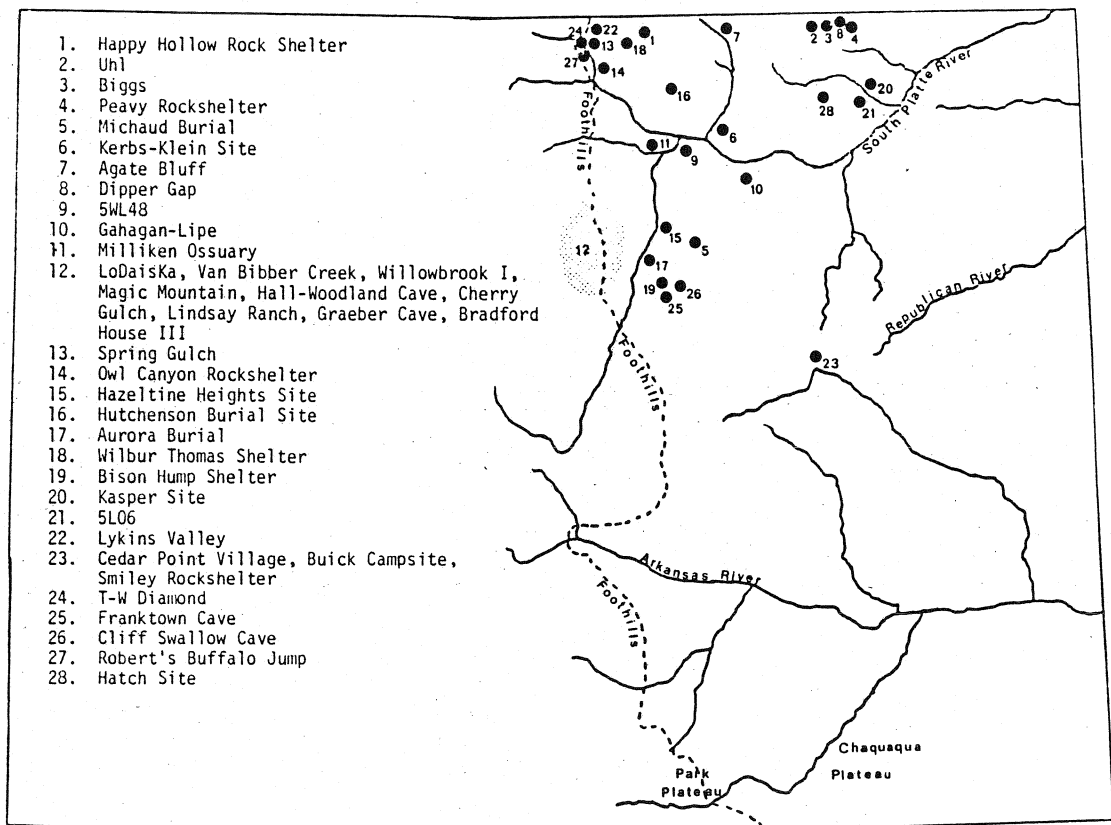 1. Happy Hollow Rock Shelter
2. Uhl
3. Biggs
4. Peavy Rockshelter
5. Michaud Burial
6. Kerbs-Klein Site
7. Agate Bluff
8. Dipper Gap
9. 5WL48
10. Gahagan-Lipe
11. Milliken Ossuary
12. LoDaisKa, Van Bibber Creek, Willowbrook I,
Magic Mountain, Hall-Woodland Cave, Cherry
Gulch, Lindsay Ranch, Graeber Cave, Bradford
House III
13. Spring Gulch
14. Owl Canyon Rockshelter
15. Hazeltine Heights Site
16. Hutchenson Burial Site
17. Aurora Burial
18. Wilbur Thomas Shelter
19. Bison Hump Shelter
20. Kasper Site
21. 5LO6
22. Lykins Valley
23. Cedar Point Village, Buick Campsite,
Smiley Rockshelter
24. T-W Diamond
25. Franktown Cave
26. Cliff Swallow Cave
27. Robert's Buffalo Jump
28. Hatch Site
24
22
13
18
1
27
14
16
7
2
3
8
4
20
28
21
6
11
9
10
South Platte River
Foothills
12
15
5
17
19
26
25
Republican River
23
Foothills
Arkansas River
Foothills
Park
Plateau
Chaquaqua
Plateau